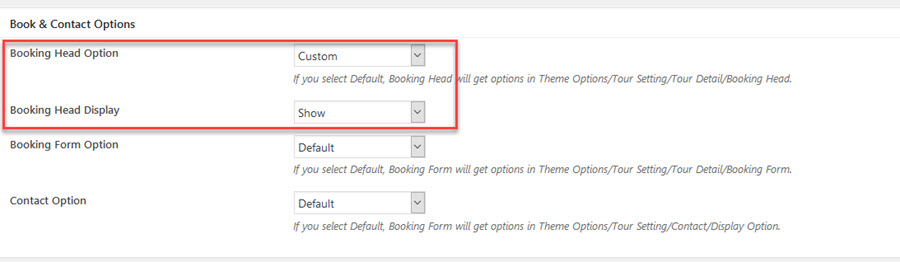 Book & Contact Options
Booking Head Option
Custom
If you select Default, Booking Head will get options in Theme Options/Tour Setting/Tour Detail/Booking Head.
Booking Head Display
Show
Booking Form Option
Default
If you select Default, Booking Form will get options in Theme Options/Tour Setting/Tour Detail/Booking Form.
Contact Option
Default
If you select Default, Booking Form will get options in Theme Options/Tour Setting/Contact/Display Option.